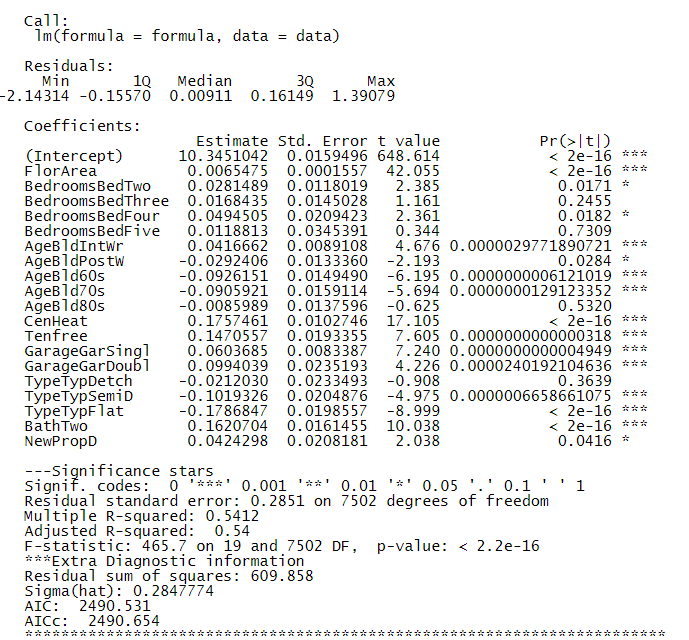 Call:
lm(formula = formula, data = data)
Residuals:
Min 1Q Median 3Q Max
-2.14314 -0.15570 0.00911 0.16149 1.39079
Coefficients:
Estimate Std. Error t value Pr(>|t|)
(Intercept) 10.3451042 0.0159496 648.614 < 2e-16 ***
FlorArea 0.0065475 0.0001557 42.055 < 2e-16 ***
BedroomsBedTwo 0.0281489 0.0118019 2.385 0.0171 *
BedroomsBedThree 0.0168435 0.0145028 1.161 0.2455
BedroomsBedFour 0.0494505 0.0209423 2.361 0.0182 *
BedroomsBedFive 0.0118813 0.0345391 0.344 0.7309
AgeBldIntWr 0.0416662 0.0089108 4.676 0.0000029771890721 ***
AgeBldPostW -0.0292406 0.0133360 -2.193 0.0284 *
AgeBld60s -0.0926151 0.0149490 -6.195 0.0000000006121019 ***
AgeBld70s -0.0905921 0.0159114 -5.694 0.0000000129123352 ***
AgeBld80s -0.0085989 0.0137596 -0.625 0.5320
CenHeat 0.1757461 0.0102746 17.105 < 2e-16 ***
Tenfree 0.1470557 0.0193355 7.605 0.0000000000000318 ***
GarageGarSingl 0.0603685 0.0083387 7.240 0.0000000000004949 ***
GarageGarDoubl 0.0994039 0.0235193 4.226 0.0000240192104636 ***
TypeTypDetch -0.0212030 0.0233493 -0.908 0.3639
TypeTypSemiD -0.1019326 0.0204876 -4.975 0.0000006658661075 ***
TypeTypFlat -0.1786847 0.0198557 -8.999 < 2e-16 ***
BathTwo 0.1620704 0.0161455 10.038 < 2e-16 ***
NewPropD 0.0424298 0.0208181 2.038 0.0416 *
---Significance stars
Signif. codes: 0 '***' 0.001 '**' 0.01 '*' 0.05 '.' 0.1 ' ' 1
Residual standard error: 0.2851 on 7502 degrees of freedom
Multiple R-squared: 0.5412
Adjusted R-squared: 0.54
F-statistic: 465.7 on 19 and 7502 DF, p-value: < 2.2e-16
***Extra Diagnostic information
Residual sum of squares: 609.858
Sigma(hat): 0.2847774
AIC: 2490.531
AICc: 2490.654
***********************************************************************